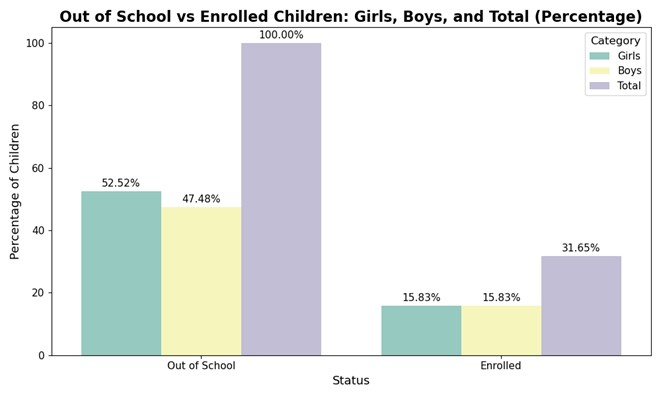 Out of School vs Enrolled Children: Girls, Boys, and Total (Percentage)
100.00%
Category
Girls
Boys
Total
52.52%
47.48%
31.65%
15.83%
15.83%
100
80
60
40
20
0
Percentage of Children
Out of School
Enrolled
Status